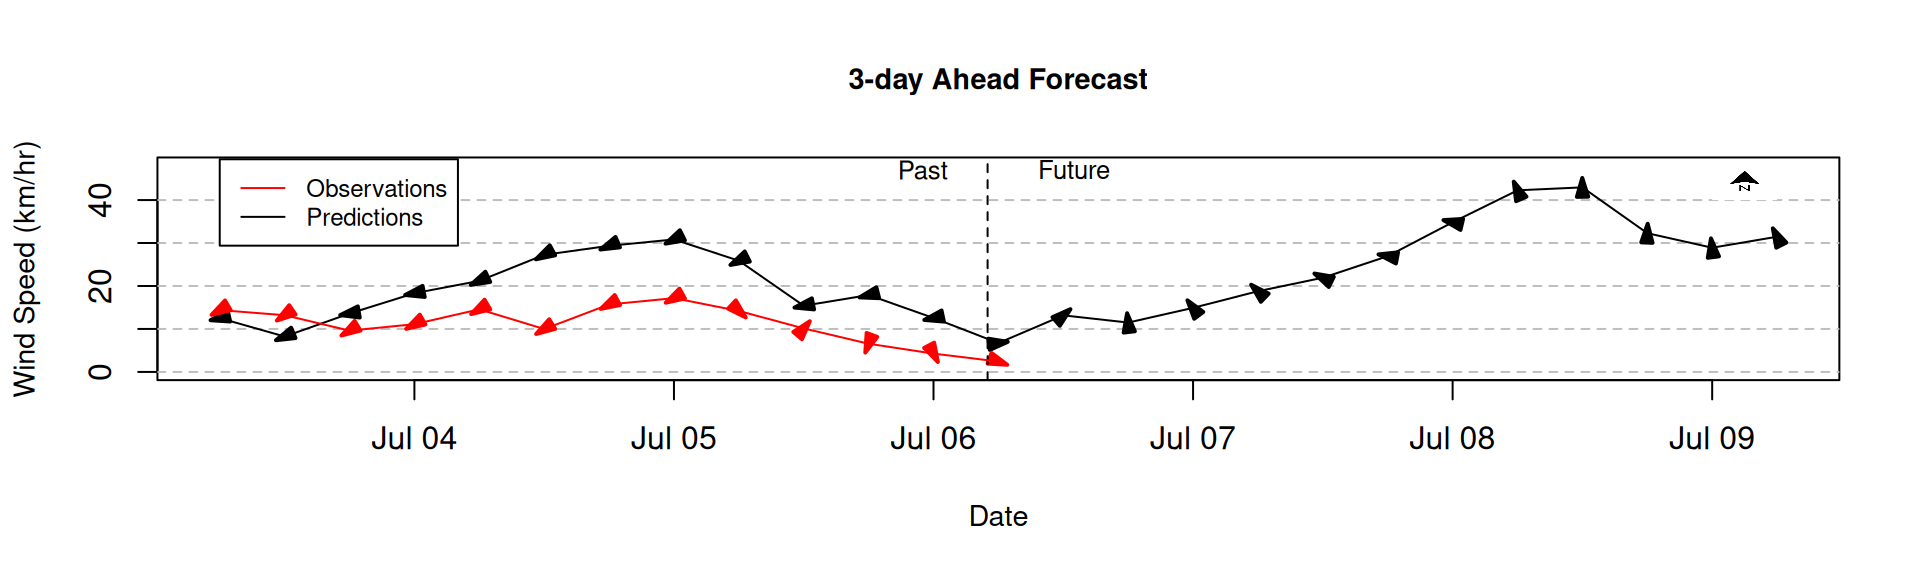 3-day Ahead Forecast
Wind Speed (km/hr)
Past
Future
Observations
Predictions
N
40
20
0
Jul 04
Jul 05
Jul 06
Jul 07
Jul 08
Jul 09
Date